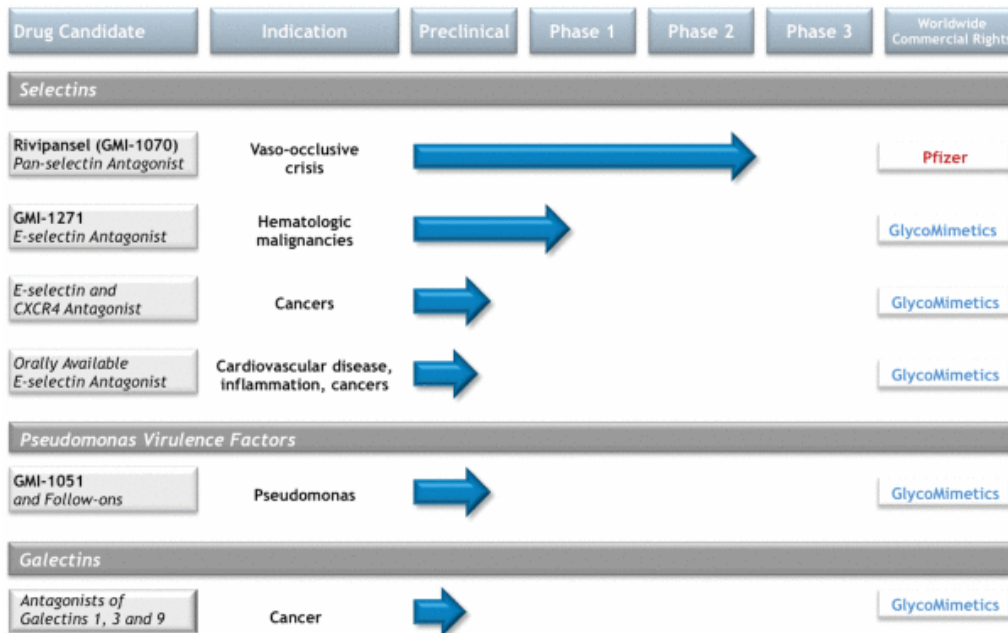 Drug Candidate Indication Preclinical Phase 1 Phase 2 Phase 3 Worldwide
Commercial Rights
Selectins
Rivipansel (GMI-1070)
Pan-selectin Antagonist
Vaso-occlusive
crisis
Pfizer
GMI-1271
E-selectin Antagonist
Hematologic
malignancies
GlycoMimetics
E-selectin and
CXCR4 Antagonist
Cancers
GlycoMimetics
Orally Available
E-selectin Antagonist
Cardiovascular disease,
inflammation, cancers
GlycoMimetics
Pseudomonas Virulence Factors
GMI-1051
and Follow-ons
Pseudomonas
GlycoMimetics
Galectins
Antagonists of
Galectins 1, 3 and 9
Cancer
GlycoMimetics